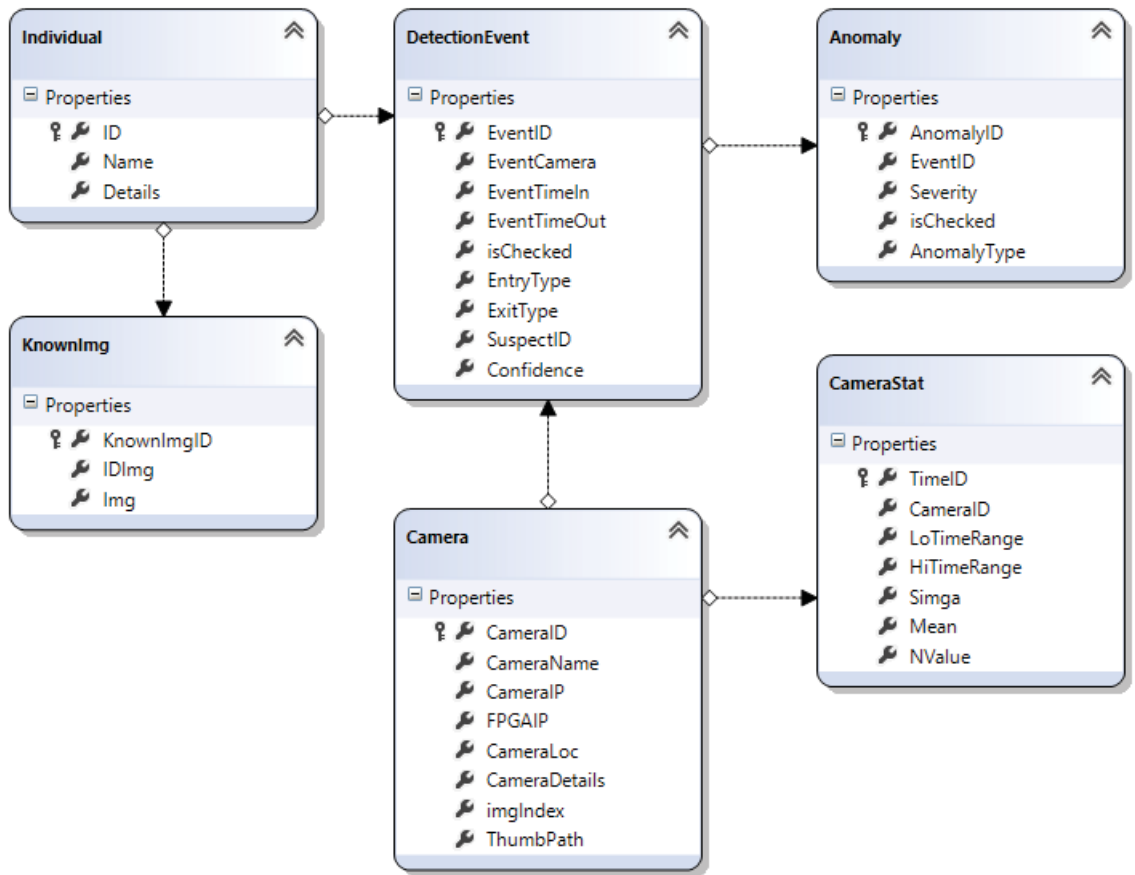 Individual
Properties
ID
Name
Details
DetectionEvent
Properties
EventID
EventCamera
EventTimeIn
EventTimeOut
isChecked
EntryType
ExitType
SuspectID
Confidence
Anomaly
Properties
AnomalyID
EventID
Severity
isChecked
AnomalyType
KnownImg
Properties
KnownImgID
IDImg
Img
Camera
Properties
CameraID
CameraName
CameraIP
FPGAIP
CameraLoc
CameraDetails
imgIndex
ThumbPath
CameraStat
Properties
TimeID
CameraID
LoTimeRange
HiTimeRange
Simga
Mean
NValue